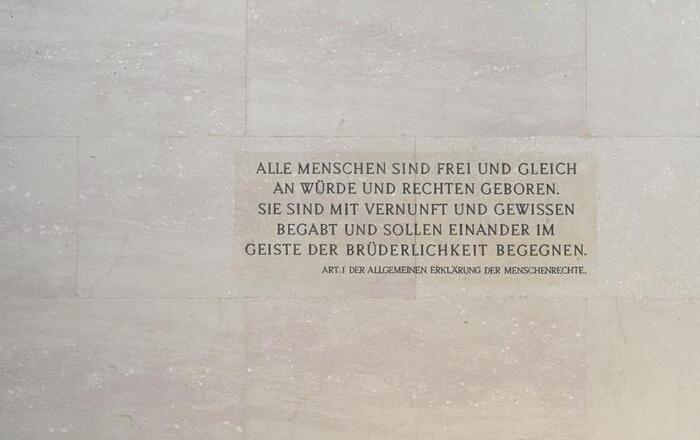 ALLE MENSCHEN SIND FREI UND GLEICH
AN WÜRDE UND RECHTEN GEBOREN.
SIE SIND MIT VERNUNFT UND GEWISSEN
BEGABT UND SOLLEN EINANDER IM
GEISTE DER BRÜDERLICHKEIT BEGEGNEN.
ART. 1 DER ALLGEMEINEN ERKLÄRUNG DER MENSCHENRECHTE.